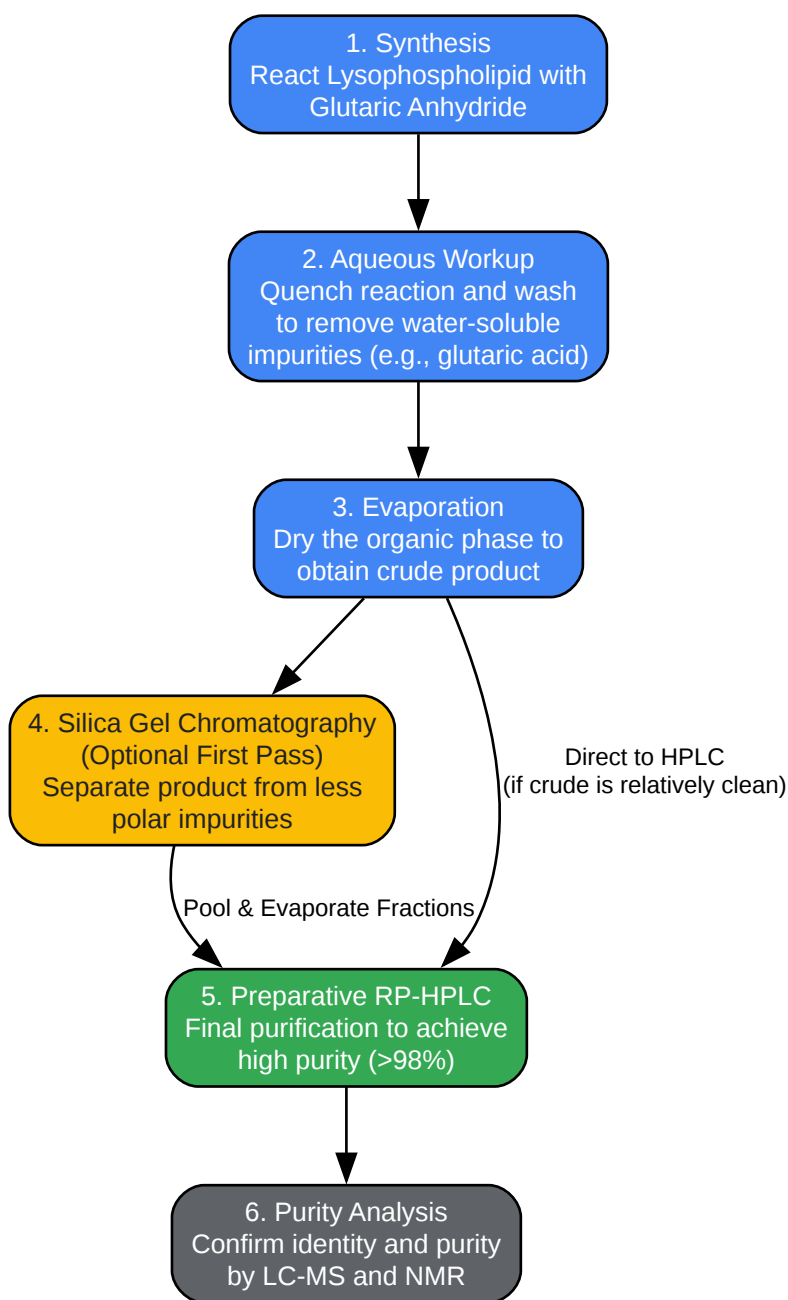 1. Synthesis
React Lysophospholipid with
Glutaric Anhydride
2. Aqueous Workup
Quench reaction and wash
to remove water-soluble
impurities (e.g., glutaric acid)
3. Evaporation
Dry the organic phase to
obtain crude product
4. Silica Gel Chromatography
(Optional First Pass)
Separate product from less
polar impurities
Direct to HPLC
(if crude is relatively clean)
Pool & Evaporate Fractions
5. Preparative RP-HPLC
Final purification to achieve
high purity (>98%)
6. Purity Analysis
Confirm identity and purity
by LC-MS and NMR